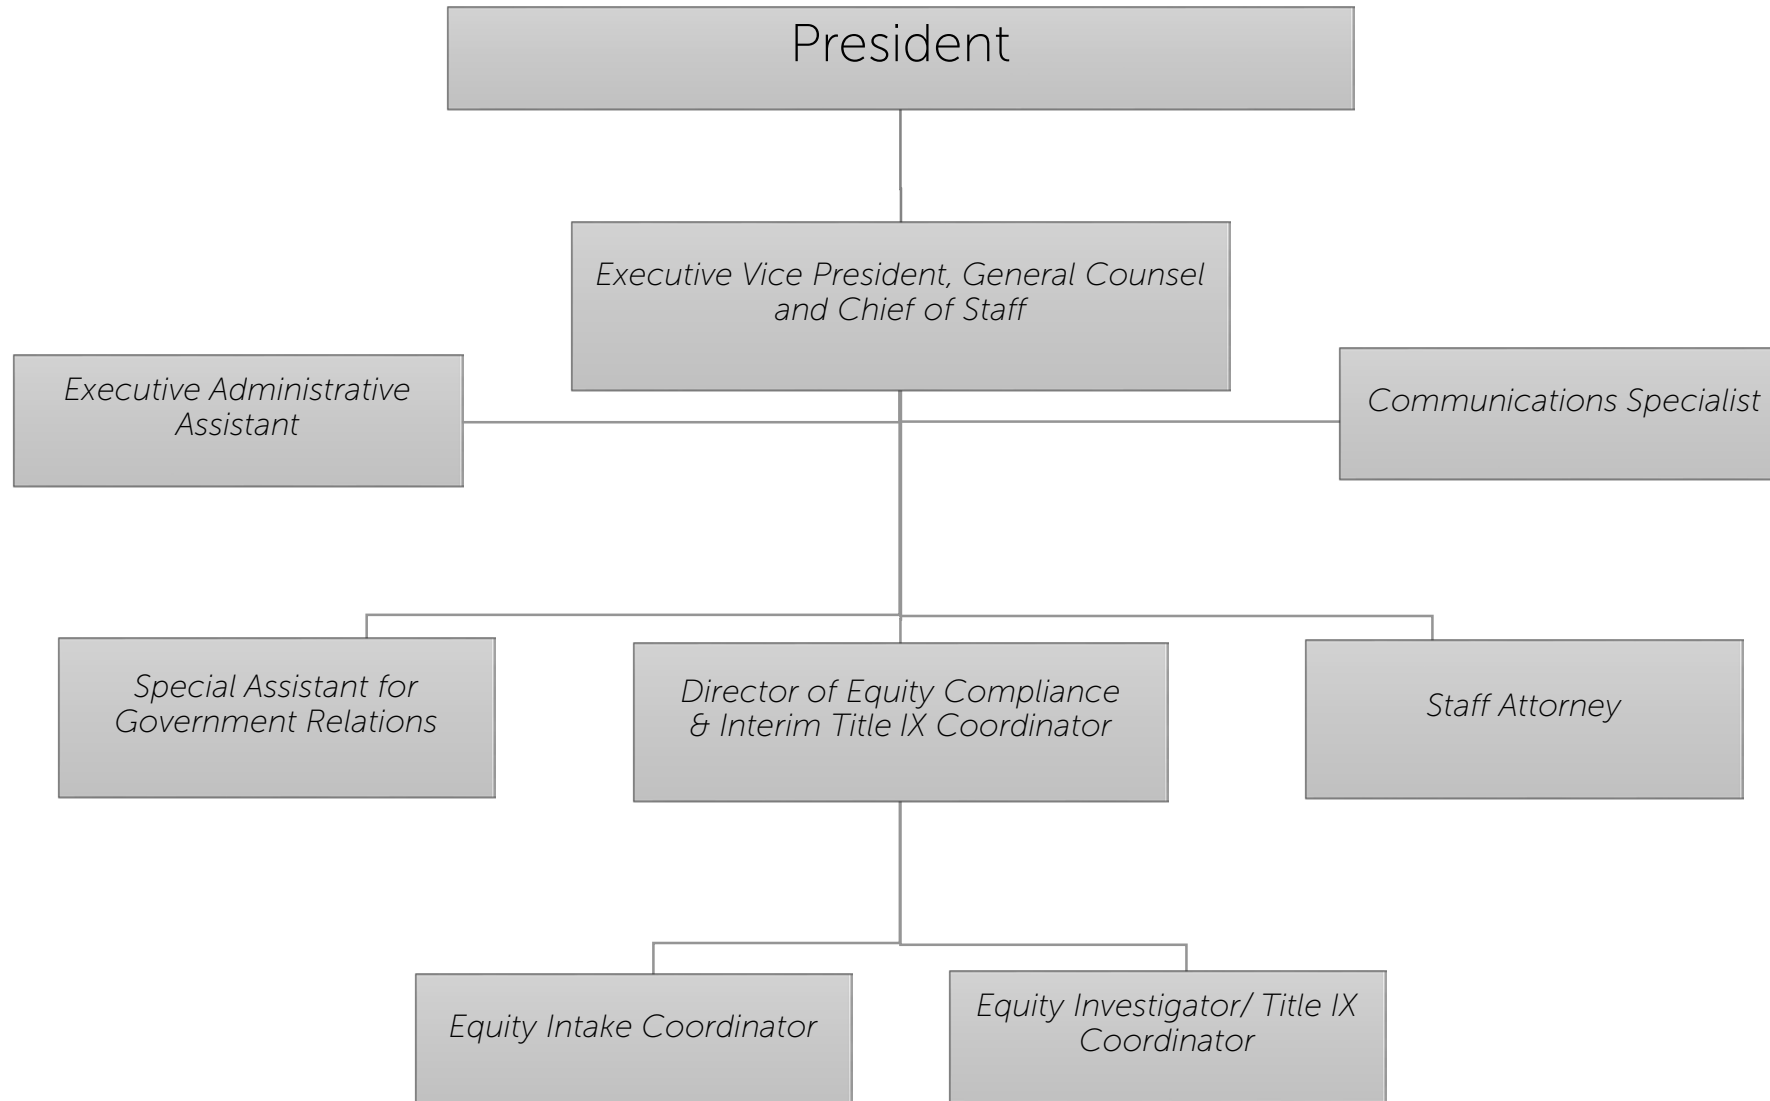 President
Executive Vice President, General Counsel
and Chief of Staff
Executive Administrative
Assistant
Communications Specialist
Special Assistant for
Government Relations
Director of Equity Compliance
& Interim Title IX Coordinator
Staff Attorney
Equity Intake Coordinator
Equity Investigator/ Title IX
Coordinator